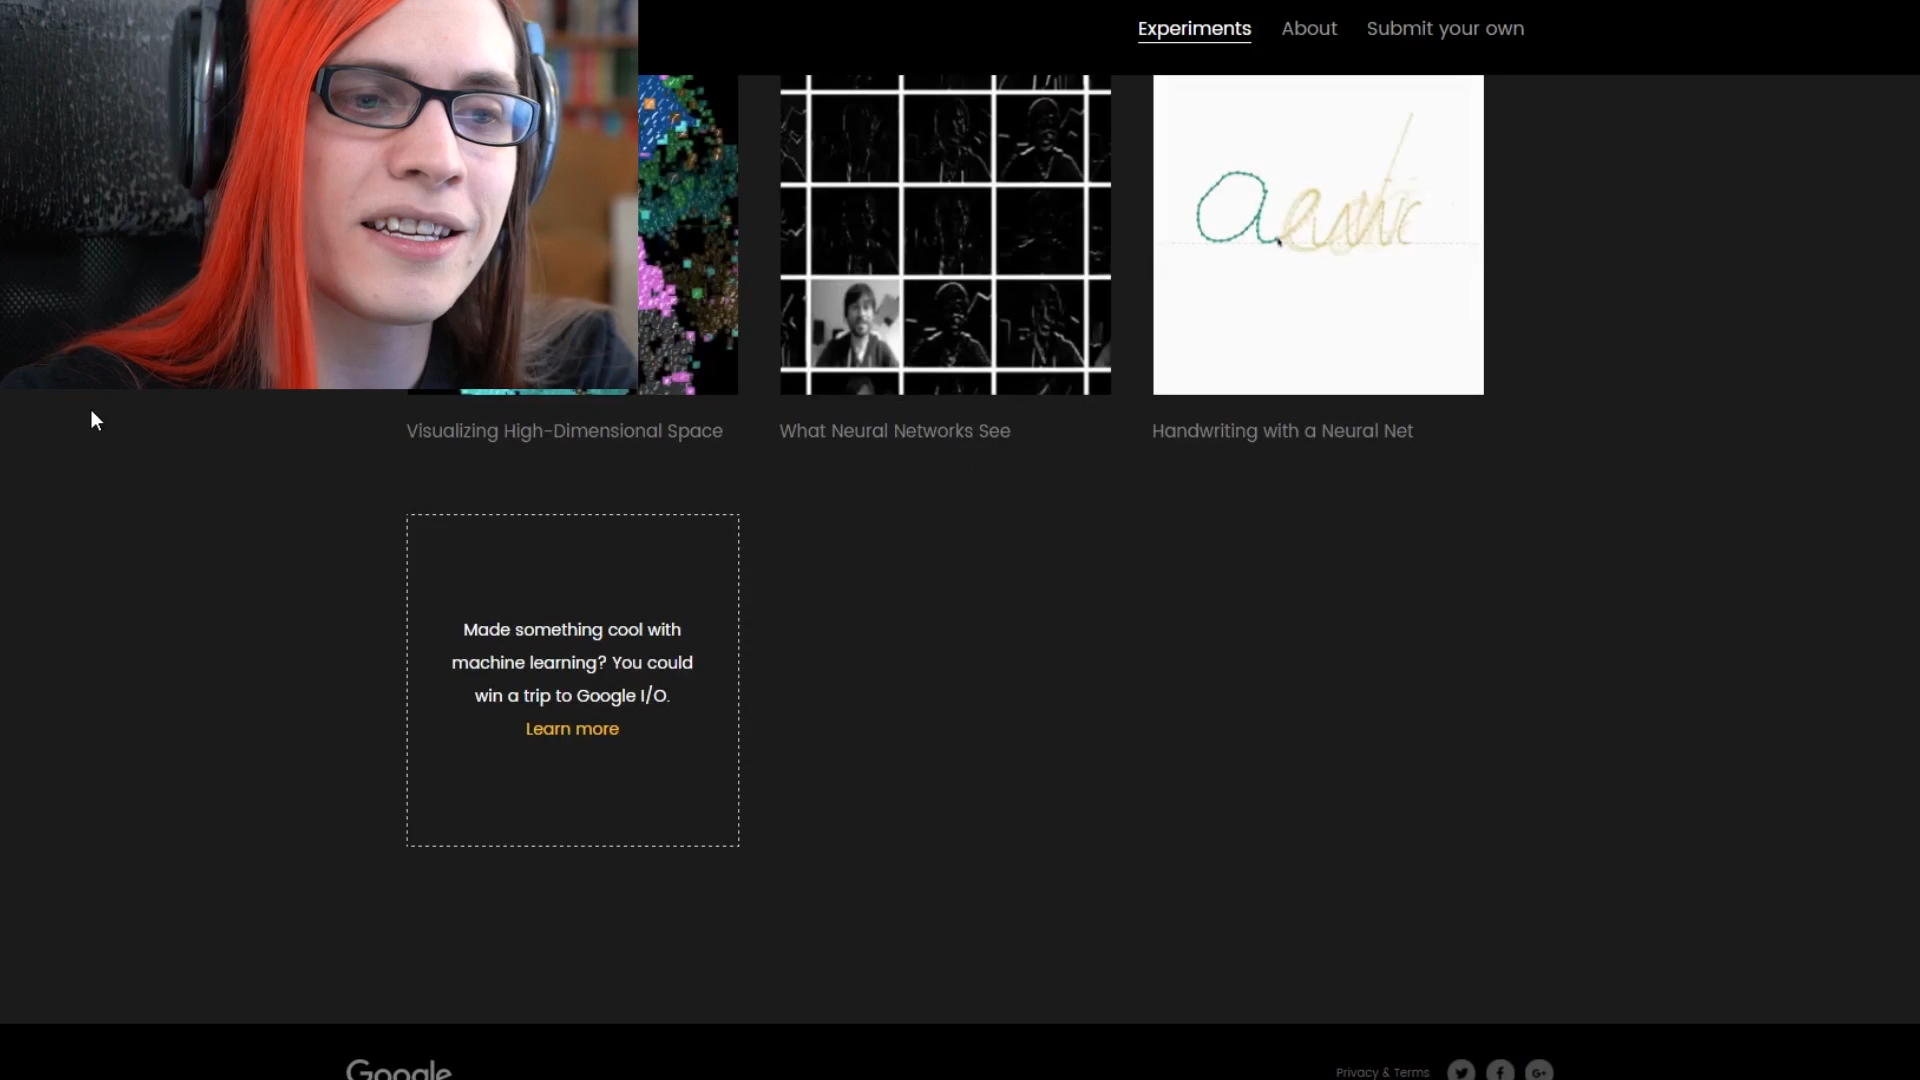 Experiments About Submit your own
Visualizing High-Dimensional Space
What Neural Networks See
Handwriting with a Neural Net
Made something cool with
machine learning? You could
win a trip to Google I/O.
Learn more
Google
Privacy & Terms